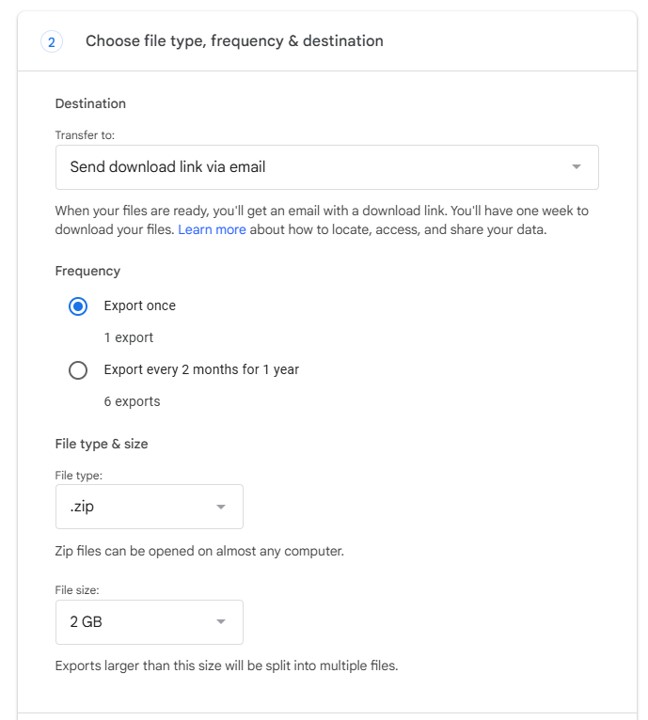 2 Choose file type, frequency & destination
Destination
Transfer to:
Send download link via email
When your files are ready, you'll get an email with a download link. You'll have one week to
download your files. Learn more about how to locate, access, and share your data.
Frequency
Export once
1 export
Export every 2 months for 1 year
6 exports
File type & size
File type:
.zip
Zip files can be opened on almost any computer.
File size:
2 GB
Exports larger than this size will be split into multiple files.